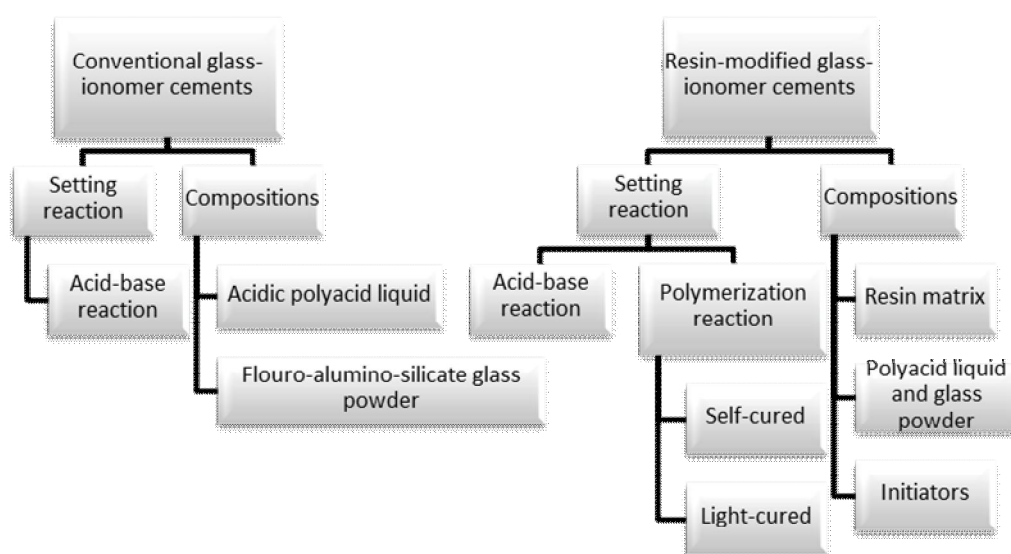 Conventional glass-
ionomer cements
Setting
reaction
Acid-base
reaction
Compositions
Acidic polyacid liquid
Flouro-alumino-silicate glass
powder
Resin-modified glass-
ionomer cements
Setting
reaction
Acid-base
reaction
Polymerization
reaction
Self-cured
Light-cured
Compositions
Resin matrix
Polyacid liquid
and glass
powder
Initiators